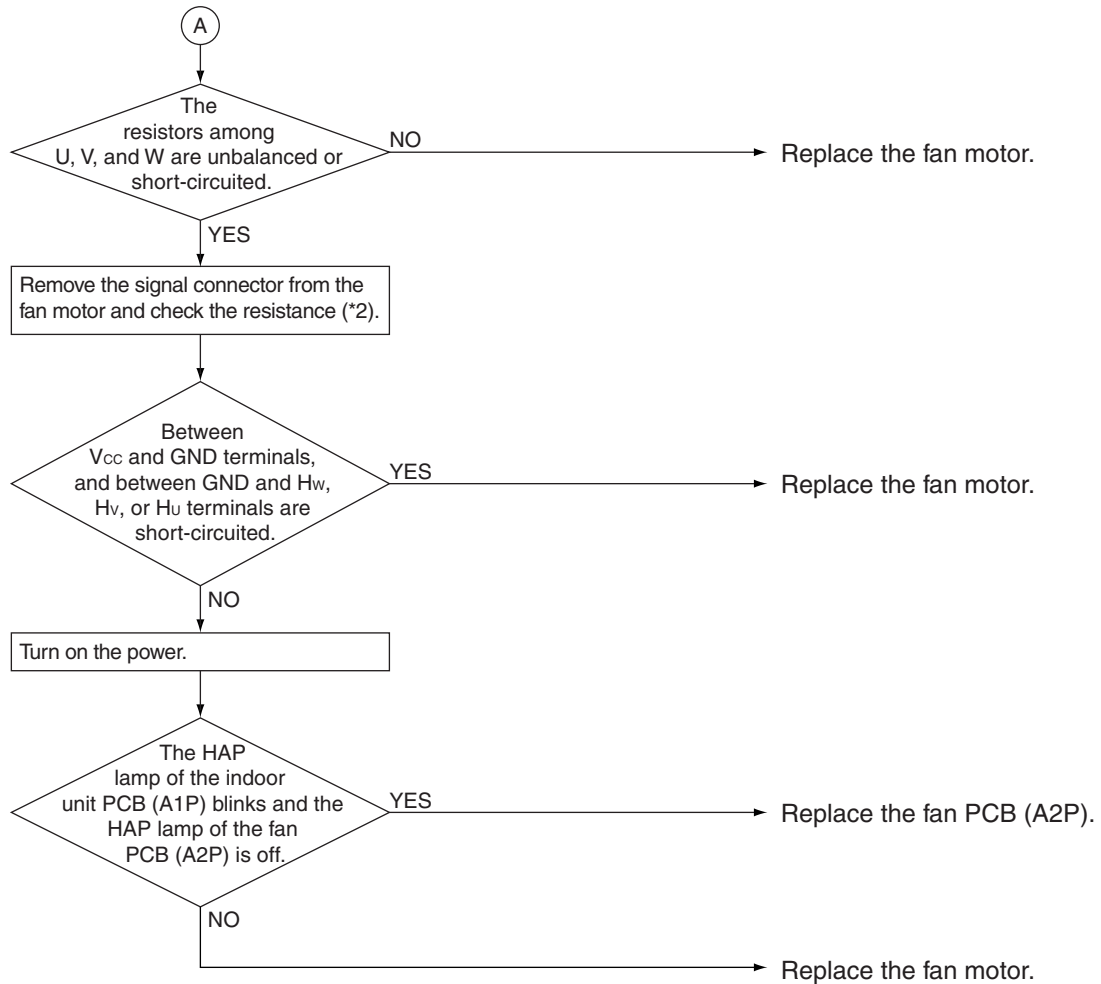 A
The
resistors among
U, V, and W are unbalanced or
short-circuited.
NO
Replace the fan motor.
YES
Remove the signal connector from the
fan motor and check the resistance (*2).
Between
Vcc and GND terminals,
and between GND and Hw,
Hv, or Hu terminals are
short-circuited.
YES
Replace the fan motor.
NO
Turn on the power.
The HAP
lamp of the indoor
unit PCB (A1P) blinks and the
HAP lamp of the fan
PCB (A2P) is off.
YES
Replace the fan PCB (A2P).
NO
Replace the fan motor.